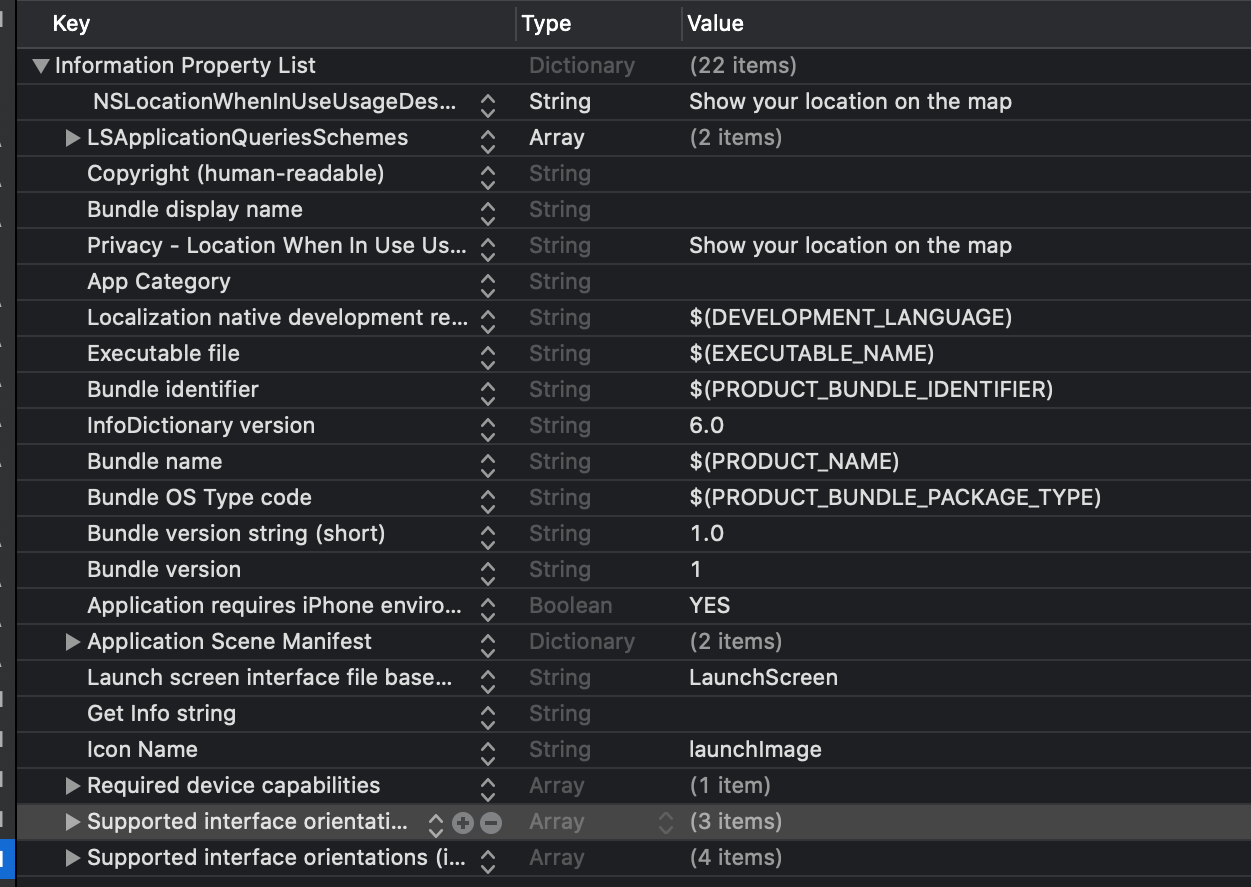 Key Type Value
Information Property List Dictionary (22 items)
NSLocationWhenInUseUsageDes... String Show your location on the map
LSApplicationQueriesSchemes Array (2 items)
Copyright (human-readable) String
Bundle display name String
Privacy - Location When In Use Us... String Show your location on the map
App Category String
Localization native development re... String $(DEVELOPMENT_LANGUAGE)
Executable file String $(EXECUTABLE_NAME)
Bundle identifier String $(PRODUCT_BUNDLE_IDENTIFIER)
InfoDictionary version String 6.0
Bundle name String $(PRODUCT_NAME)
Bundle OS Type code String $(PRODUCT_BUNDLE_PACKAGE_TYPE)
Bundle version string (short) String 1.0
Bundle version String 1
Application requires iPhone enviro... Boolean YES
Application Scene Manifest Dictionary (2 items)
Launch screen interface file base... String LaunchScreen
Get Info string String
Icon Name String launchImage
Required device capabilities Array (1 item)
Supported interface orientati... Array (3 items)
Supported interface orientations (i... Array (4 items)